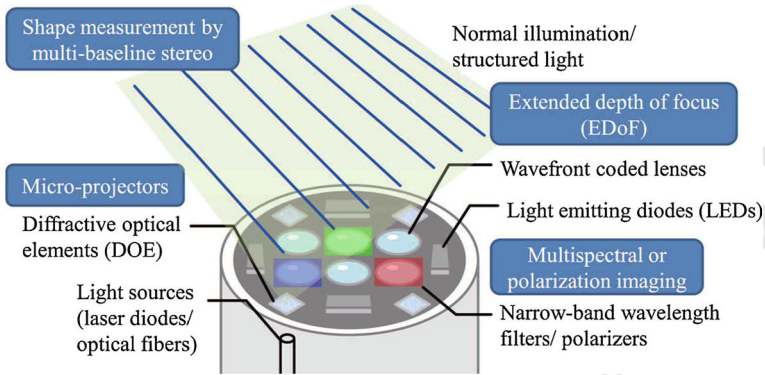 Shape measurement by
multi-baseline stereo
Normal illumination/
structured light
Extended depth of focus
(EDoF)
Wavefront coded lenses
Micro-projectors
Diffractive optical
elements (DOE)
Light emitting diodes (LEDs)
Multispectral or
polarization imaging
Light sources
(laser diodes/
optical fibers)
Narrow-band wavelength
filters/ polarizers